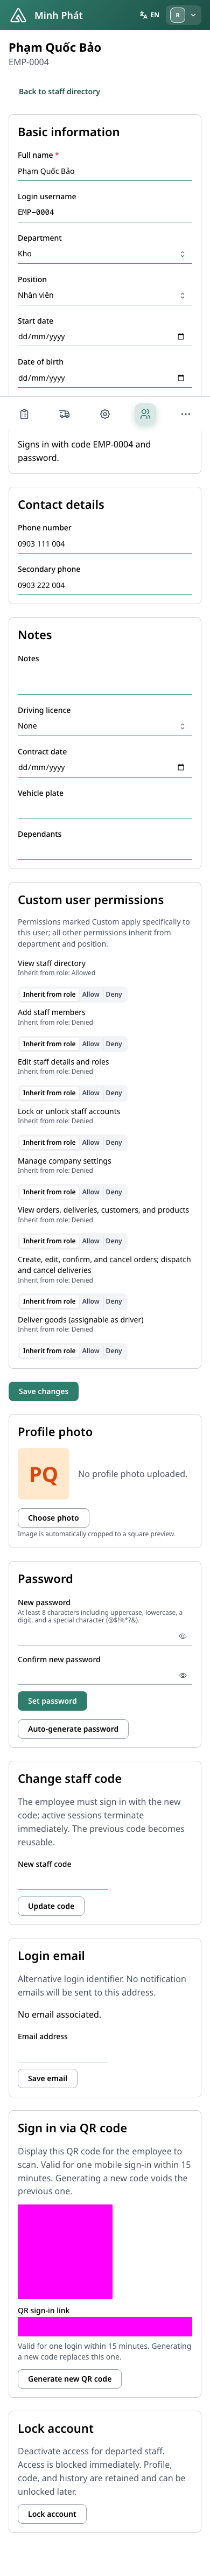 Minh Phát
EN
R
Phạm Quốc Bảo
EMP-0004
Back to staff directory
Basic information
Full name *
Phạm Quốc Bảo
Login username
EMP-0004
Department
Kho
Position
Nhân viên
Start date
dd/mm/yyyy
Date of birth
dd/mm/yyyy
Signs in with code EMP-0004 and
password.
Contact details
Phone number
0903 111 004
Secondary phone
0903 222 004
Notes
Notes
Driving licence
None
Contract date
dd/mm/yyyy
Vehicle plate
Dependants
Custom user permissions
Permissions marked Custom apply specifically to
this user; all other permissions inherit from
department and position.
View staff directory
Inherit from role: Allowed
Inherit from role Allow Deny
Add staff members
Inherit from role: Denied
Inherit from role Allow Deny
Edit staff details and roles
Inherit from role: Denied
Inherit from role Allow Deny
Lock or unlock staff accounts
Inherit from role: Denied
Inherit from role Allow Deny
Manage company settings
Inherit from role: Denied
Inherit from role Allow Deny
View orders, deliveries, customers, and products
Inherit from role: Denied
Inherit from role Allow Deny
Create, edit, confirm, and cancel orders; dispatch
and cancel deliveries
Inherit from role: Denied
Inherit from role Allow Deny
Deliver goods (assignable as driver)
Inherit from role: Denied
Inherit from role Allow Deny
Save changes
Profile photo
PQ
No profile photo uploaded.
Choose photo
Image is automatically cropped to a square preview.
Password
New password
At least 8 characters including uppercase, lowercase, a
digit, and a special character (@$!%*?&).
Confirm new password
Set password
Auto-generate password
Change staff code
The employee must sign in with the new
code; active sessions terminate
immediately. The previous code becomes
reusable.
New staff code
Update code
Login email
Alternative login identifier. No notification
emails will be sent to this address.
No email associated.
Email address
Save email
Sign in via QR code
Display this QR code for the employee to
scan. Valid for one mobile sign-in within 15
minutes. Generating a new code voids the
previous one.
QR sign-in link
Valid for one login within 15 minutes. Generating
a new code replaces this one.
Generate new QR code
Lock account
Deactivate access for departed staff.
Access is blocked immediately. Profile,
code, and history are retained and can be
unlocked later.
Lock account